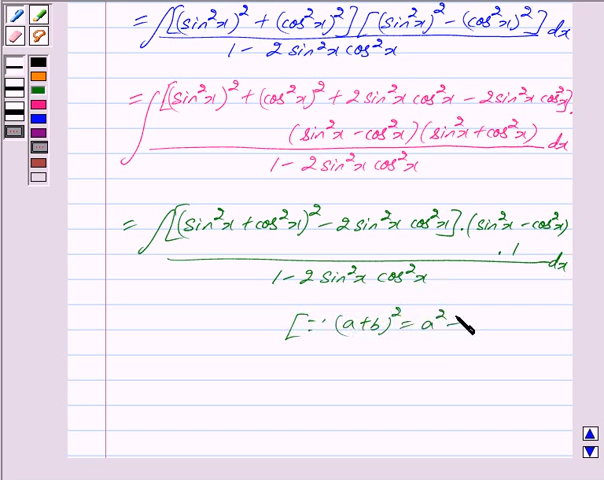 = ∫ [(sin²x)² + (cos²x)²] [(sin²x)² − (cos²x)²] dx
1 − 2 sin²x cos²x
= ∫ [(sin²x)² + (cos²x)² + 2 sin²x cos²x − 2 sin²x cos²x].
(sin²x − cos²x) (sin²x + cos²x) dx
1 − 2 sin²x cos²x
= ∫ [(sin²x + cos²x)² − 2 sin²x cos²x] . (sin²x − cos²x)
. 1 dx
1 − 2 sin²x cos²x
[∵ (a+b)² = a²